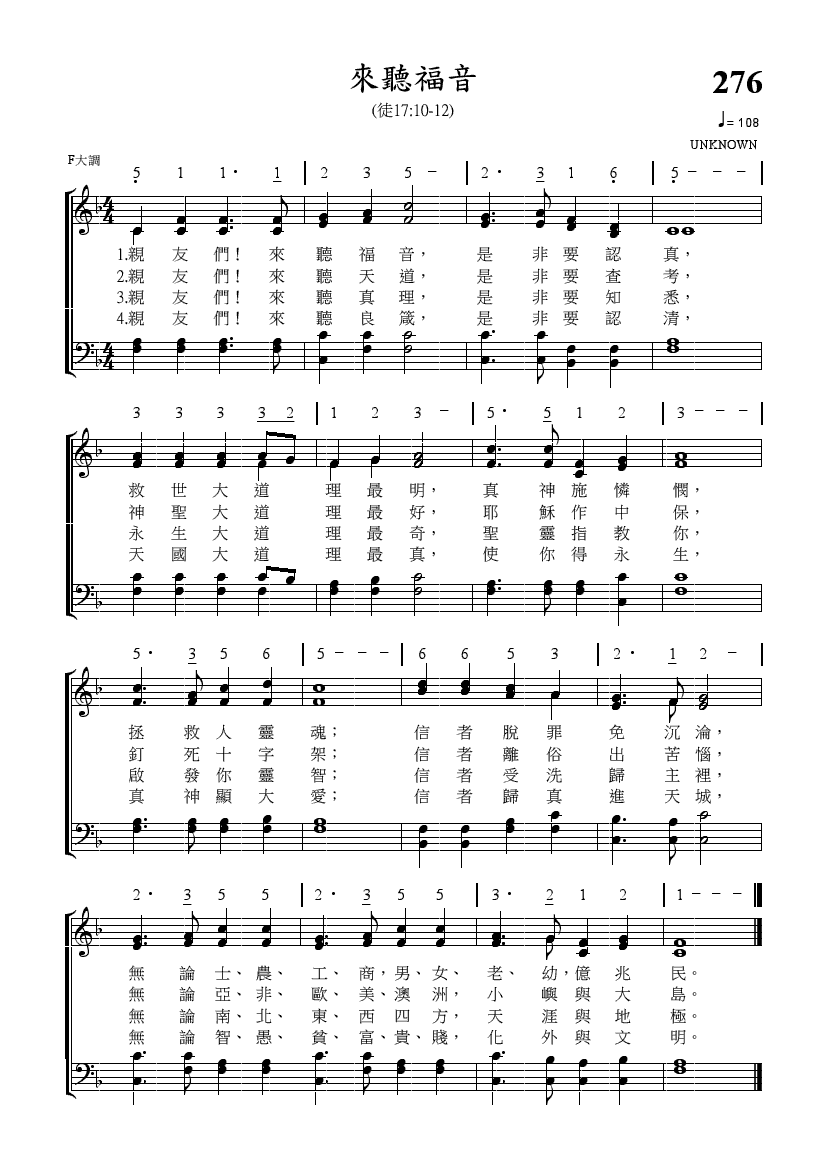 來聽福音
276
(徒17:10-12)
♩= 108
UNKNOWN
F大調
5̣ 1 1· 1 | 2 3 5 – | 2· 3 1 6̣ | 5̣ – – – |
1.親友們！來聽福音，是非要認真，
2.親友們！來聽天道，是非要查考，
3.親友們！來聽真理，是非要知悉，
4.親友們！來聽良箴，是非要認清，
3 3 3 3 2 | 1 2 3 – | 5· 5 1 2 | 3 – – – |
救世大道理最明，真神施憐憫，
神聖大道理最好，耶穌作中保，
永生大道理最奇，聖靈指教你，
天國大道理最真，使你得永生，
5· 3 5 6 | 5 – – – | 6 6 5 3 | 2· 1 2 – |
拯救人靈魂；信者脫罪免沉淪，
釘死十字架；信者離俗出苦惱，
啟發你靈智；信者受洗歸主裡，
真神顯大愛；信者歸真進天城，
2· 3 5 5 | 2· 3 5 5 | 3· 2 1 2 | 1 – – –
無論士、農、工、商，男、女、老、幼，億兆民。
無論亞、非、歐、美、澳洲，小嶼與大島。
無論南、北、東、西四方，天涯與地極。
無論智、愚、貧、富、貴、賤，化外與文明。